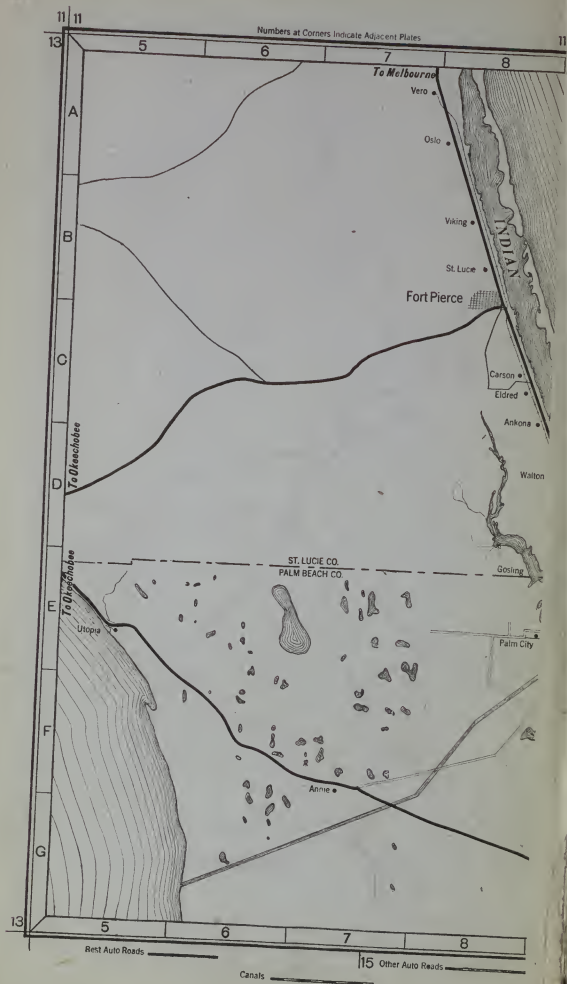 11 11
Numbers at Corners Indicate Adjacent Plates
11
13
5 6 7 8
To Melbourne
Vero
A
Oslo
Viking
INDIAN
B
St. Lucie
Fort Pierce
C
Carson
Eldred
Ankona
To Okeechobee
Walton
D
ST. LUCIE CO.
PALM BEACH CO.
Gosling
To Okeechobee
E
Utopia
Palm City
F
Annie
G
13
5 6 7 8
Best Auto Roads
15
Other Auto Roads
Canals